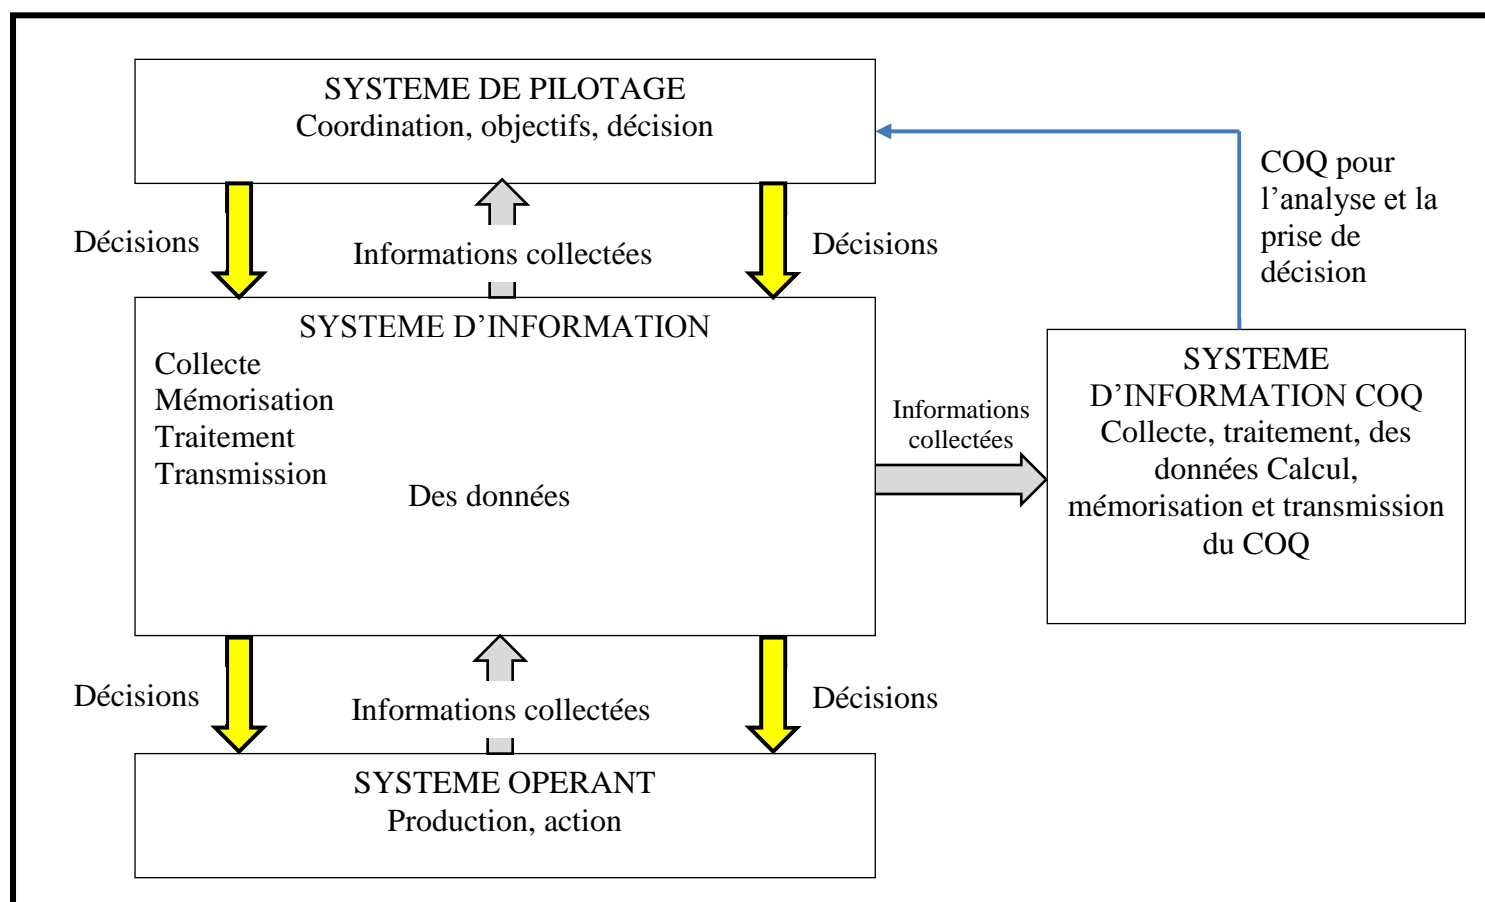 SYSTEME DE PILOTAGE
Coordination, objectifs, décision
Décisions
Informations collectées
Décisions
COQ pour
l’analyse et la
prise de
décision
SYSTEME D’INFORMATION
Collecte
Mémorisation
Traitement
Transmission
Des données
Informations
collectées
SYSTEME
D’INFORMATION COQ
Collecte, traitement, des
données Calcul,
mémorisation et transmission
du COQ
Décisions
Informations collectées
Décisions
SYSTEME OPERANT
Production, action